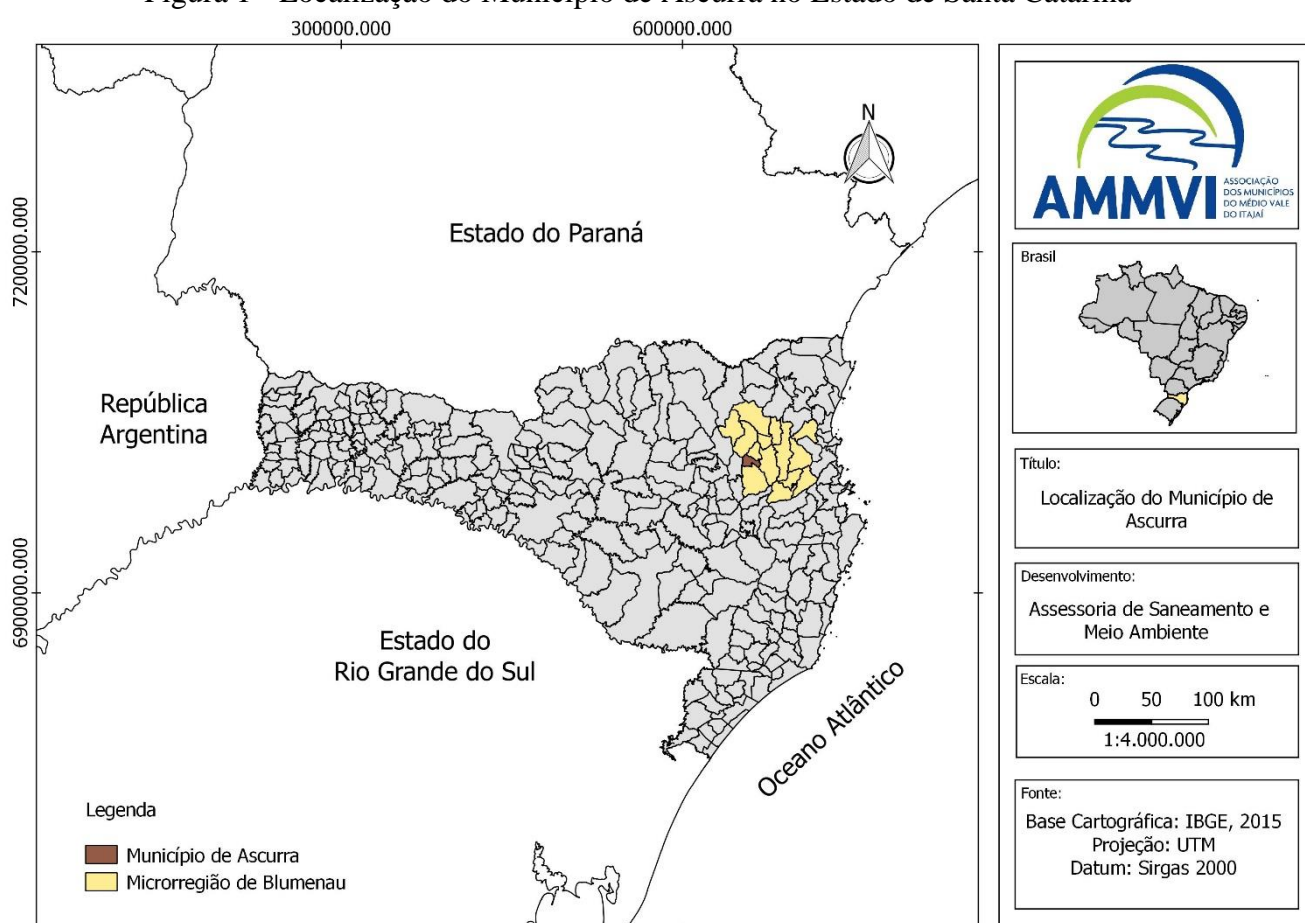 Figura 1 - Localização do Município de Ascurra no Estado de Santa Catarina
300000.000
600000.000
7200000.000
6900000.000
N
Estado do Paraná
República
Argentina
Estado do
Rio Grande do Sul
Oceano Atlântico
Legenda
Município de Ascurra
Microrregião de Blumenau
AMMVI
ASSOCIAÇÃO
DOS MUNICÍPIOS
DO MÉDIO VALE
DO ITAJAÍ
Brasil
Título:
Localização do Município de
Ascurra
Desenvolvimento:
Assessoria de Saneamento e
Meio Ambiente
Escala:
0 50 100 km
1:4.000.000
Fonte:
Base Cartográfica: IBGE, 2015
Projeção: UTM
Datum: Sirgas 2000